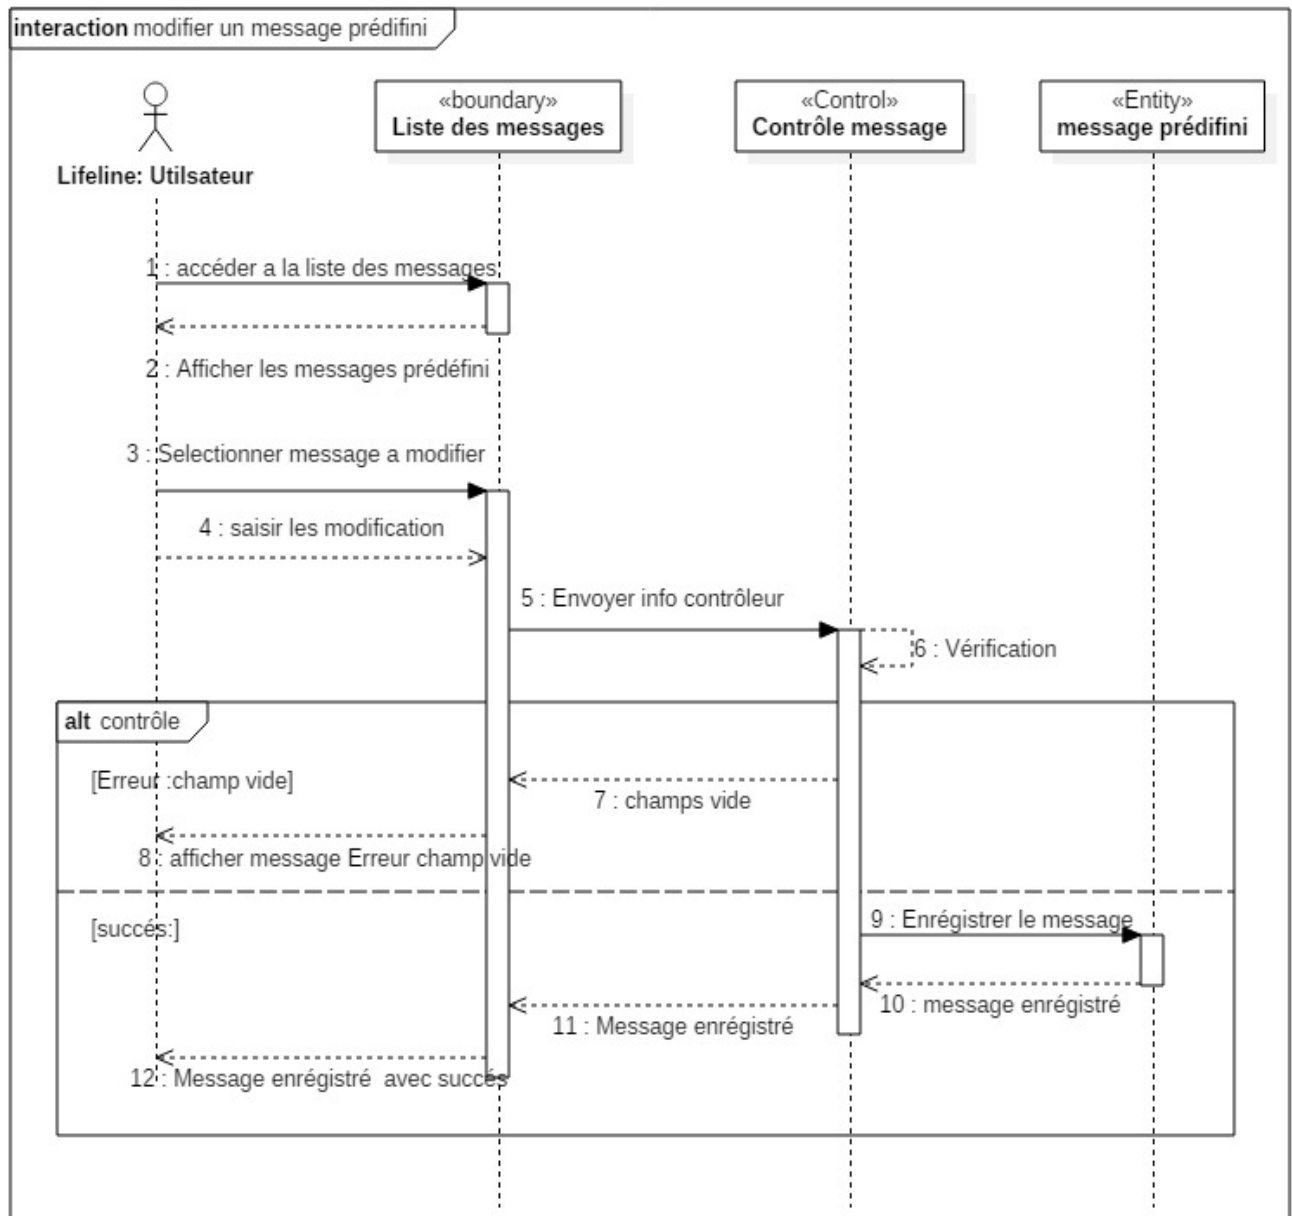 interaction modifier un message prédifini
«boundary»
Liste des messages
«Control»
Contrôle message
«Entity»
message prédifini
Lifeline: Utilsateur
1 : accéder a la liste des messages
2 : Afficher les messages prédéfini
3 : Selectionner message a modifier
4 : saisir les modification
5 : Envoyer info contrôleur
6 : Vérification
alt contrôle
[Erreur :champ vide]
7 : champs vide
8 : afficher message Erreur champ vide
[succés:]
9 : Enrégistrer le message
10 : message enrégistré
11 : Message enrégistré
12 : Message enrégistré avec succés